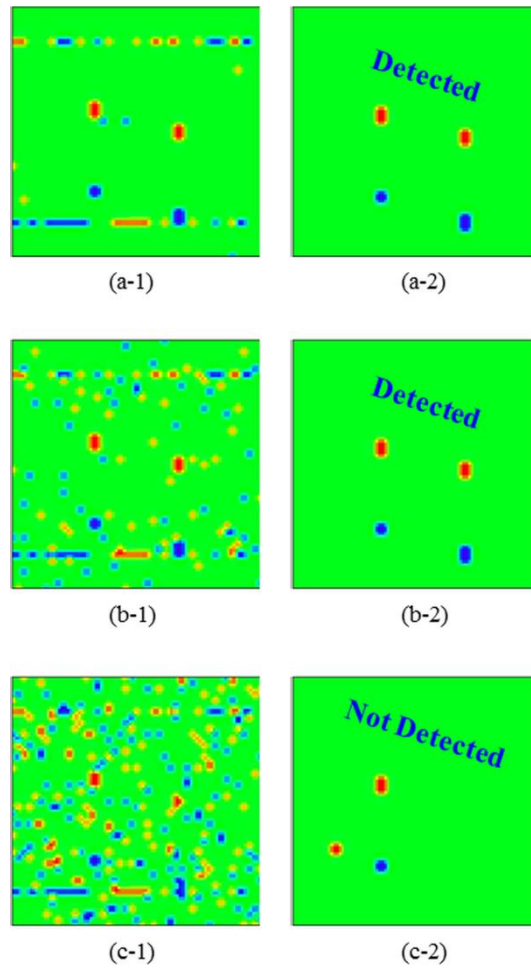 Detected
(a-1)
(a-2)
Detected
(b-1)
(b-2)
Not Detected
(c-1)
(c-2)